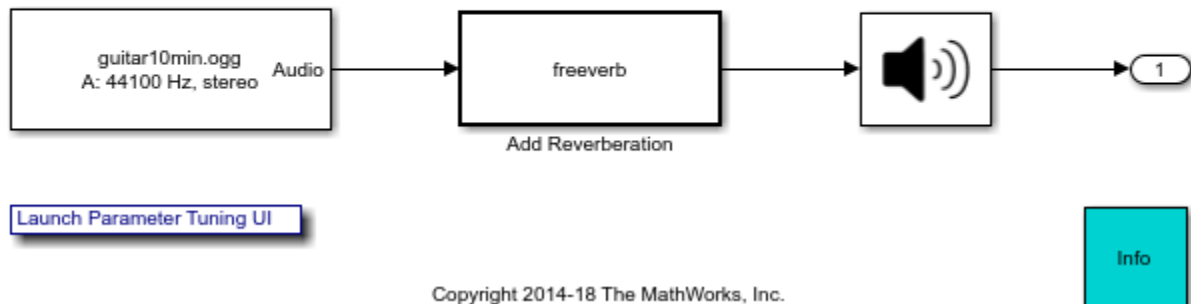 guitar10min.ogg
A: 44100 Hz, stereo
Audio
freeverb
1
Add Reverberation
Launch Parameter Tuning UI
Info
Copyright 2014-18 The MathWorks, Inc.